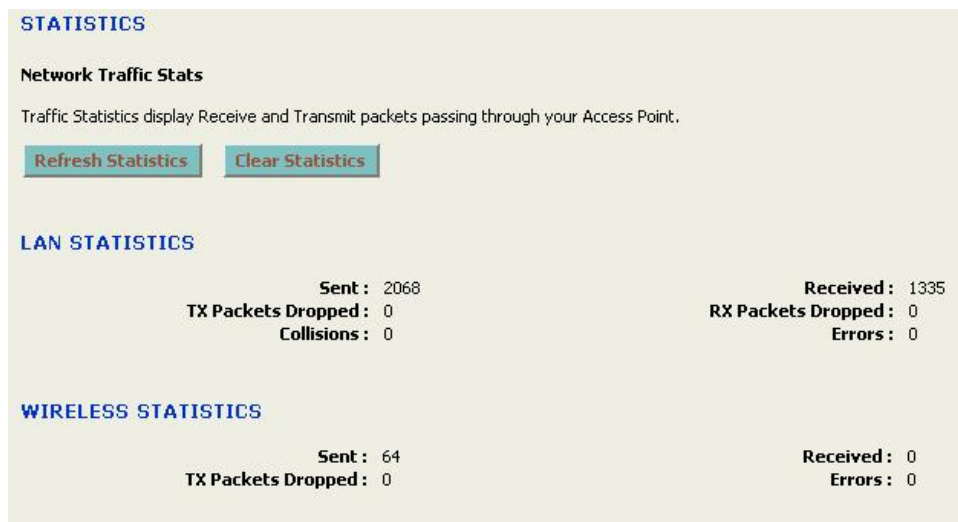 STATISTICS
Network Traffic Stats
Traffic Statistics display Receive and Transmit packets passing through your Access Point.
Refresh Statistics Clear Statistics
LAN STATISTICS
Sent : 2068 Received : 1335
TX Packets Dropped : 0 RX Packets Dropped : 0
Collisions : 0 Errors : 0
WIRELESS STATISTICS
Sent : 64 Received : 0
TX Packets Dropped : 0 Errors : 0